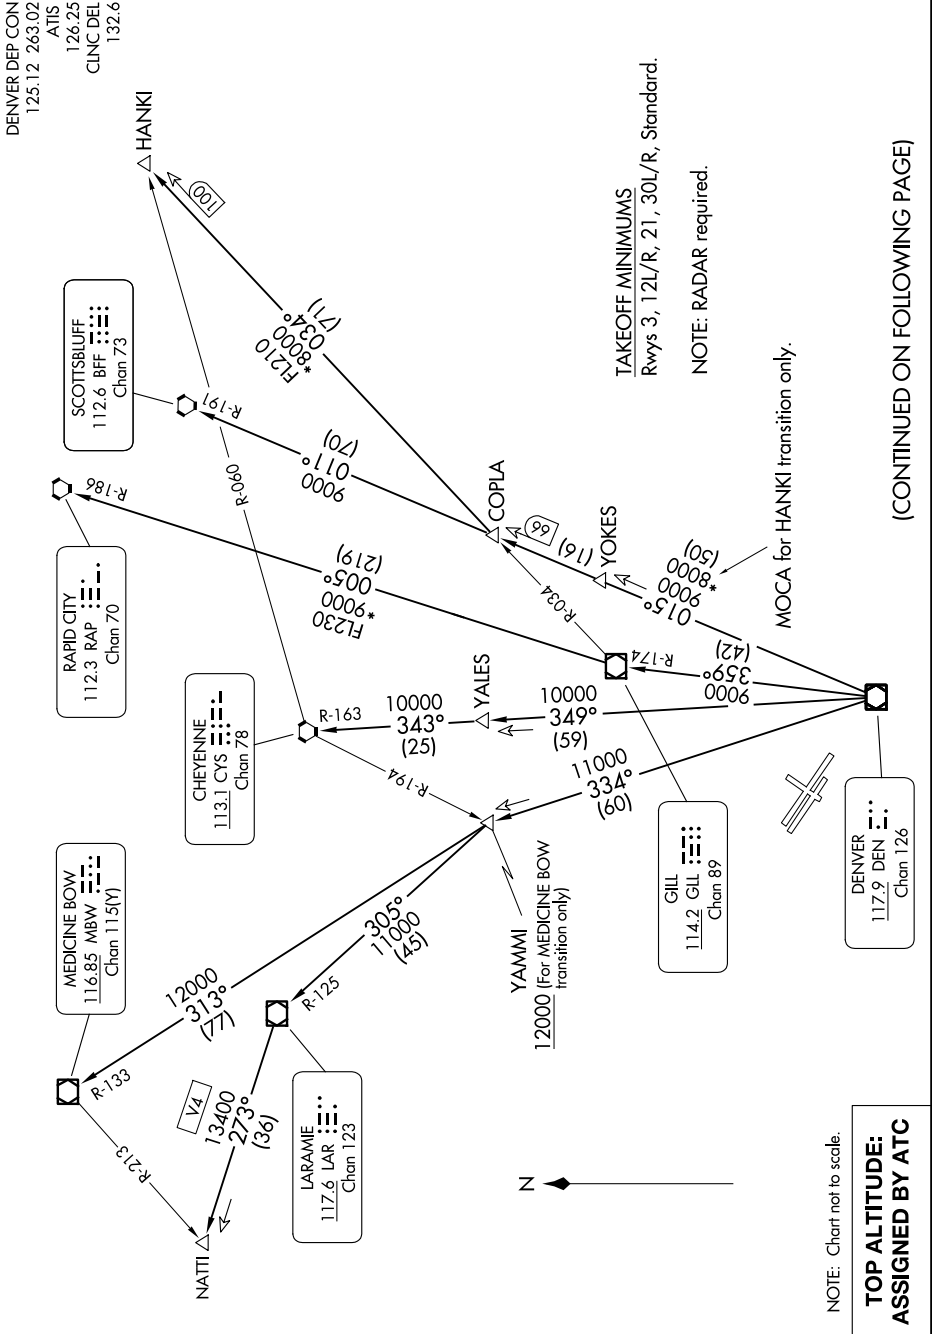 DENVER DEP CON
125.12 263.02
ATIS
126.25
CLNC DEL
132.6
HANKI
100
FL210
*8000
034°
(71)
SCOTTSBLUFF
112.6 BFF
Chan 73
R-191
9000
011°
(70)
R-060
RAPID CITY
112.3 RAP
Chan 70
R-186
FL230
*9000
005°
(219)
COPLA
66
(16)
YOKES
R-034
015°
9000
*8000
(50)
MOCA for HANKI transition only.
TAKEOFF MINIMUMS
Rwys 3, 12L/R, 21, 30L/R, Standard.
NOTE: RADAR required.
(CONTINUED ON FOLLOWING PAGE)
CHEYENNE
113.1 CYS
Chan 78
R-163
10000
343°
(25)
YALES
10000
349°
(59)
R-174
9000
359°
(42)
R-194
11000
334°
(60)
GILL
114.2 GLL
Chan 89
DENVER
117.9 DEN
Chan 126
MEDICINE BOW
116.85 MBW
Chan 115(Y)
R-133
12000
313°
(77)
305°
11000
(45)
R-125
YAMMI
12000 (For MEDICINE BOW
transition only)
LARAMIE
117.6 LAR
Chan 123
V4
13400
273°
(36)
R-213
NATTI
N
NOTE: Chart not to scale.
TOP ALTITUDE:
ASSIGNED BY ATC